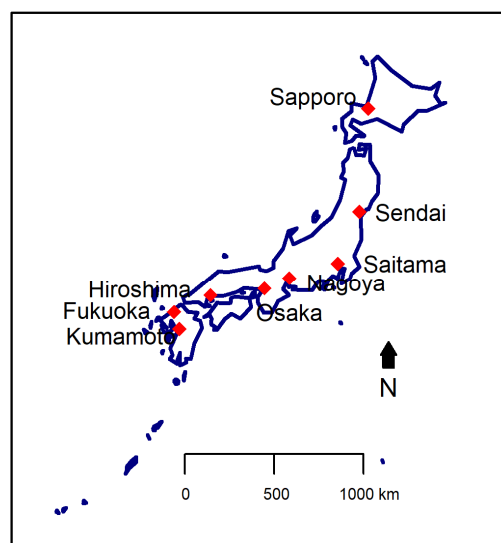 Sapporo
Sendai
Saitama
Nagoya
Hiroshima
Osaka
Fukuoka
Kumamoto
N
0 500 1000 km